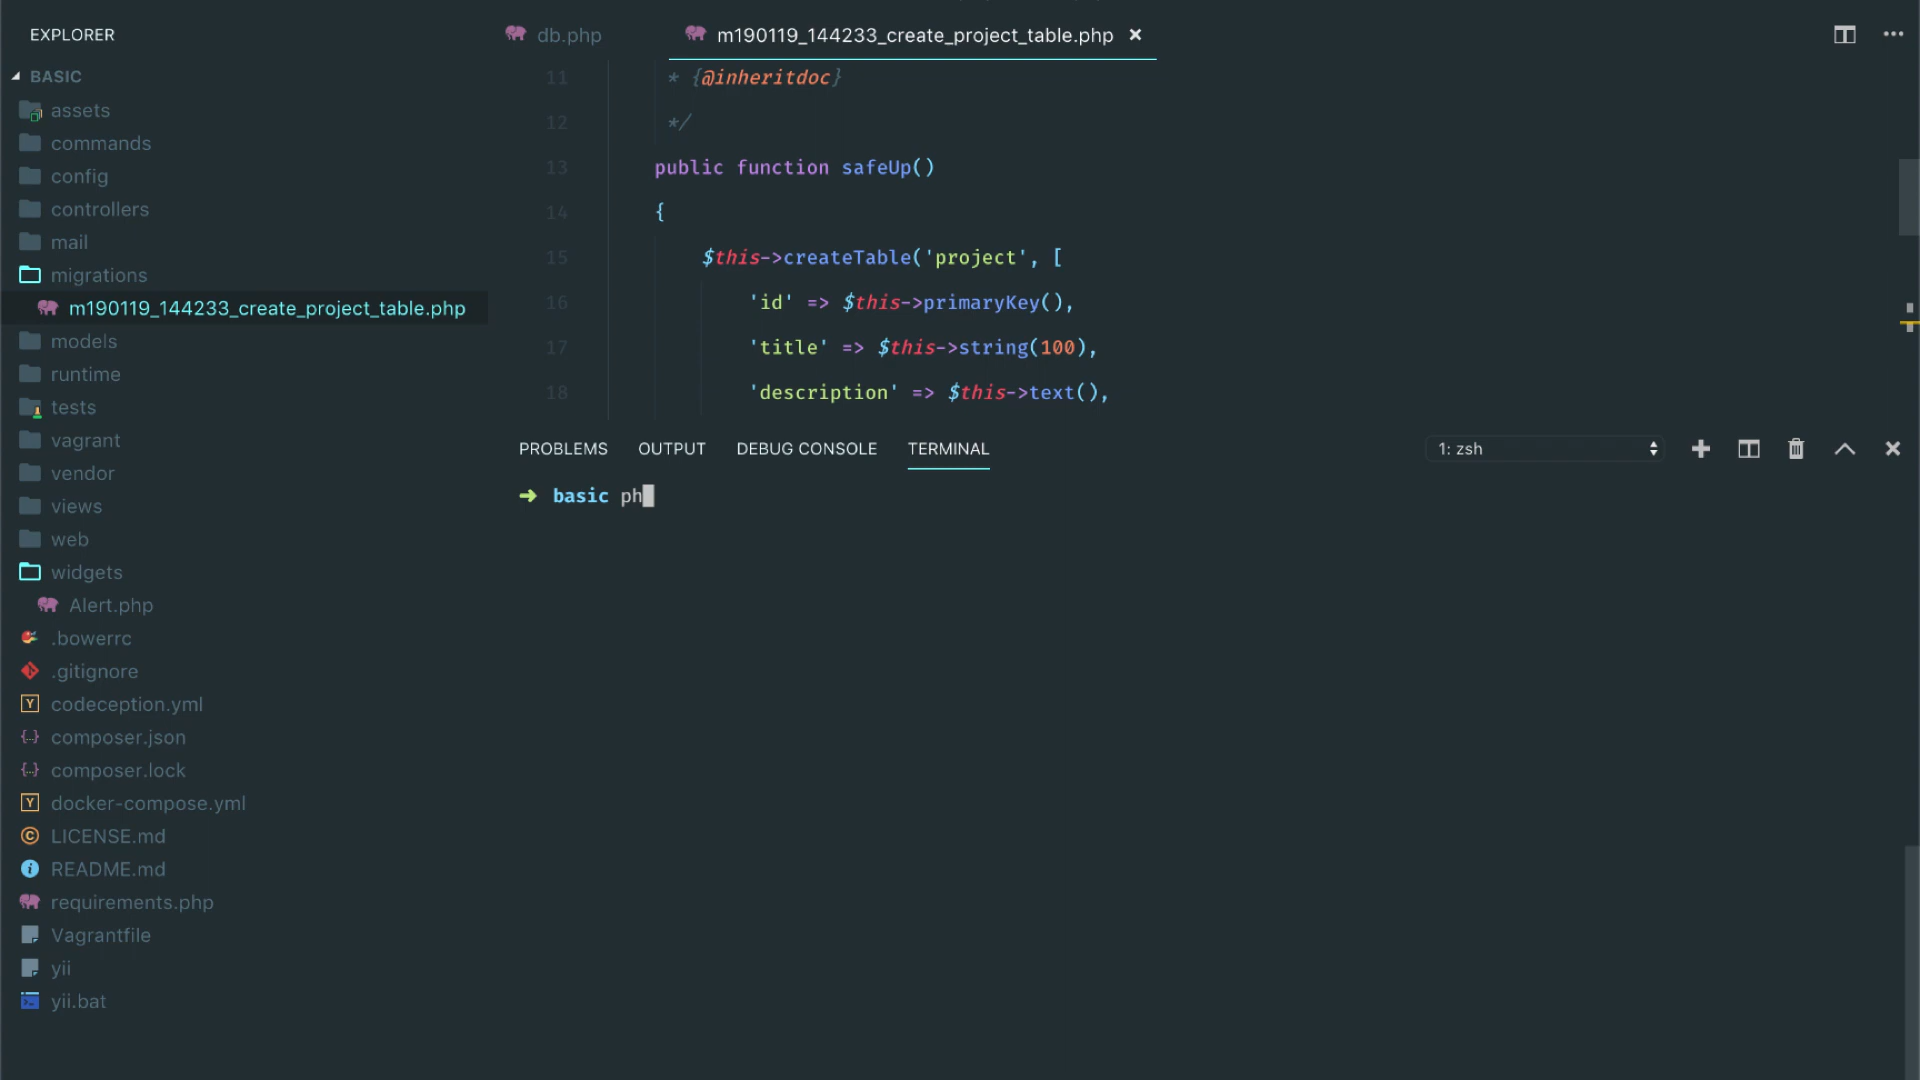 EXPLORER
BASIC
assets
commands
config
controllers
mail
migrations
m190119_144233_create_project_table.php
models
runtime
tests
vagrant
vendor
views
web
widgets
Alert.php
.bowerrc
.gitignore
codeception.yml
composer.json
composer.lock
docker-compose.yml
LICENSE.md
README.md
requirements.php
Vagrantfile
yii
yii.bat
db.php
m190119_144233_create_project_table.php
11 * {@inheritdoc}
12 */
13 public function safeUp()
14 {
15 $this->createTable('project', [
16 'id' => $this->primaryKey(),
17 'title' => $this->string(100),
18 'description' => $this->text(),
PROBLEMS OUTPUT DEBUG CONSOLE TERMINAL 1: zsh
➜ basic ph